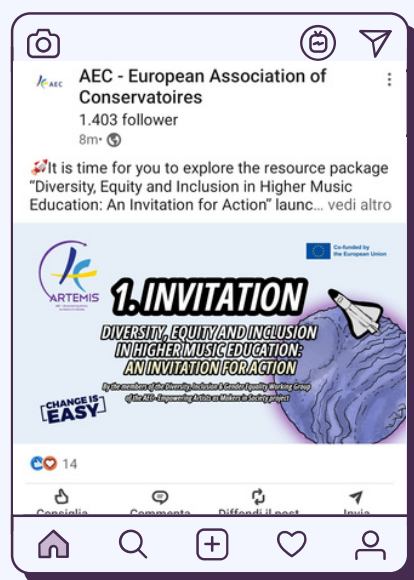 AEC
AEC - European Association of
Conservatoires
1.403 follower
8m•
It is time for you to explore the resource package
“Diversity, Equity and Inclusion in Higher Music
Education: An Invitation for Action” launc... vedi altro
Co-funded by
the European Union
ARTEMIS
1. INVITATION
DIVERSITY, EQUITY AND INCLUSION
IN HIGHER MUSIC EDUCATION:
AN INVITATION FOR ACTION
By the members of the Diversity, Inclusion & Gender Equality Working Group
of the AEC - Empowering Artists as Makers in Society project
CHANGE IS
EASY
14
Consiglia Commenta Diffondi il post Invia